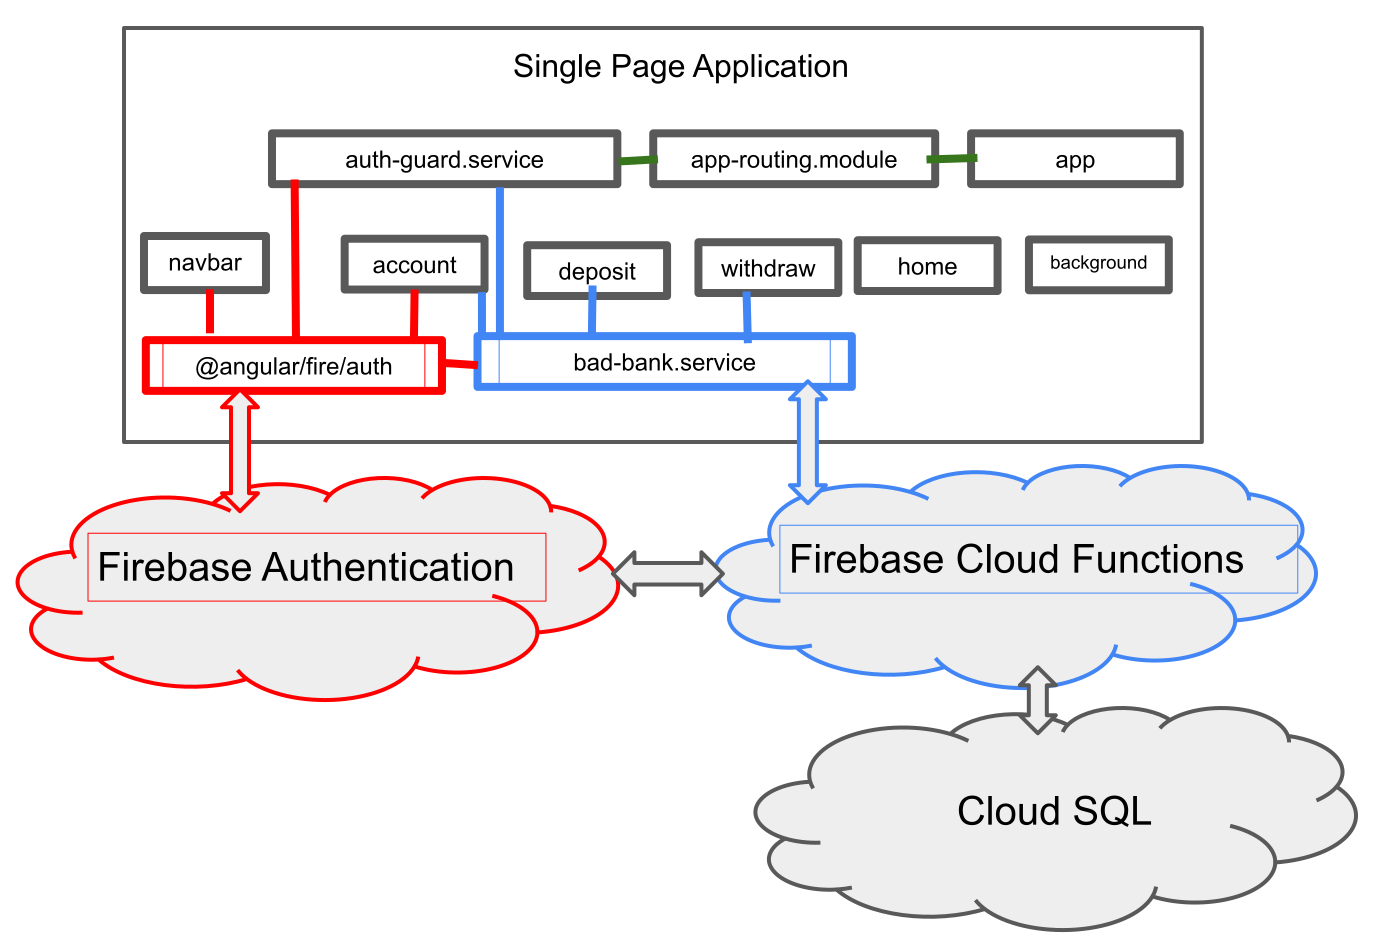 Single Page Application
auth-guard.service
app-routing.module
app
navbar
account
deposit
withdraw
home
background
@angular/fire/auth
bad-bank.service
Firebase Authentication
Firebase Cloud Functions
Cloud SQL